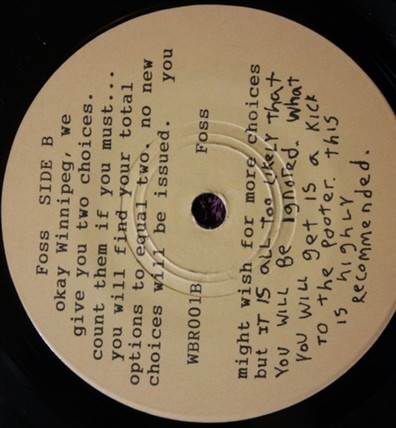 Foss SIDE B
okay Winnipeg, we
give you two choices.
count them if you must...
you will find your total
options to equal two. no new
choices will be issued. you
WBR001B Foss
might wish for more choices
but IT IS ALL Too likely that
You will Be Ignored. What
you will get is a Kick
To the Pooter. This
is highly
Recommended.